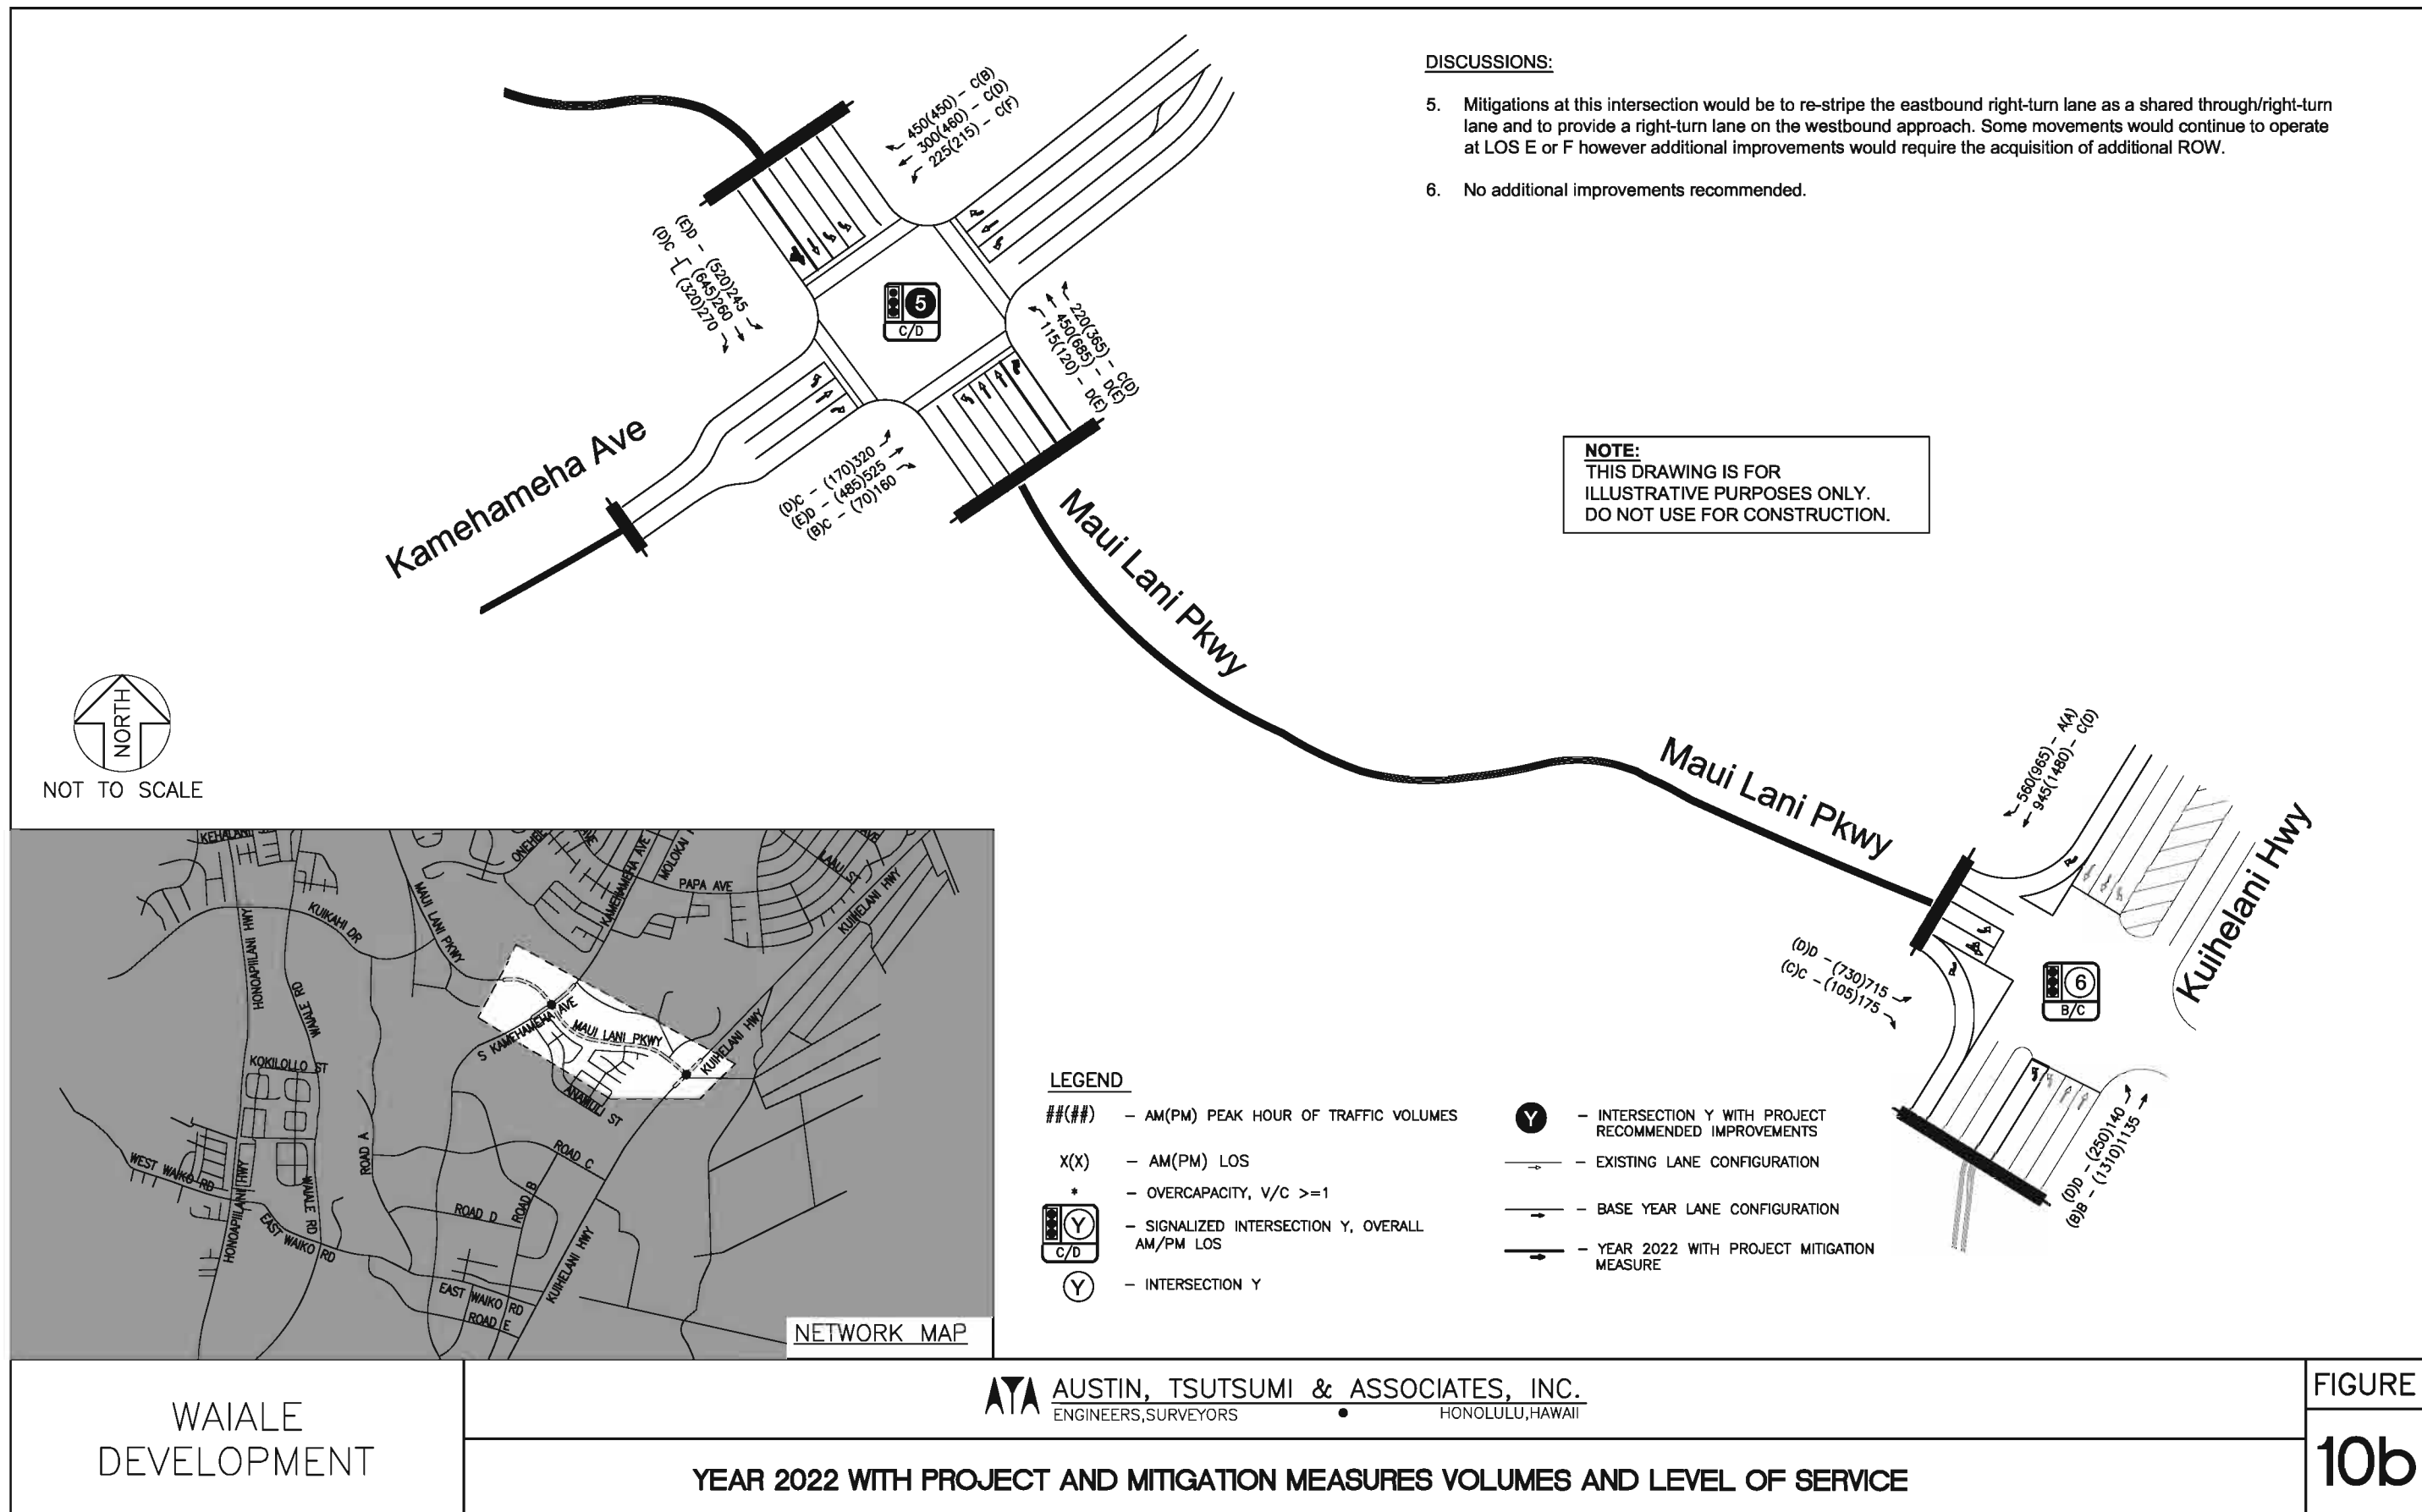 DISCUSSIONS:
5. Mitigations at this intersection would be to re-stripe the eastbound right-turn lane as a shared through/right-turn
lane and to provide a right-turn lane on the westbound approach. Some movements would continue to operate
at LOS E or F however additional improvements would require the acquisition of additional ROW.
6. No additional improvements recommended.
450(450) – C(B)
300(460) – C(D)
225(215) – C(F)
(E)D – (520)245
(D)C (645)260
(320)270
5
C/D
220(365) – C(D)
450(685) – D(E)
115(120) – D(E)
(D)C – (170)320
(E)D – (485)525
(B)C – (70)160
Kamehameha Ave
Maui Lani Pkwy
NOTE:
THIS DRAWING IS FOR
ILLUSTRATIVE PURPOSES ONLY.
DO NOT USE FOR CONSTRUCTION.
NORTH
NOT TO SCALE
Maui Lani Pkwy
560(965) – A(A)
945(1480) – C(D)
Kuihelani Hwy
(D)D – (730)715
(C)C – (105)175
6
B/C
(D)D – (250)140
(B)B – (1310)1135
KEHALANI
ONEHEE
AVE
KAMEHAMEHA AVE
MOLOKAI
PAPA AVE
LAAU ST
AVE
KUIHELANI HWY
MAUI LANI PKWY
KUIKAHI DR
HONOAPIILANI HWY
WAIALE RD
S KAMEHAMEHA AVE
MAUI LANI PKWY
KUIHELANI HWY
KOKILOLLO ST
ANAMULI ST
ROAD A
ROAD C
WEST WAIKO RD
HONOAPIILANI HWY
WAIALE RD
EAST WAIKO RD
ROAD D
ROAD B
KUIHELANI HWY
EAST WAIKO RD
ROAD E
NETWORK MAP
LEGEND
##(##) – AM(PM) PEAK HOUR OF TRAFFIC VOLUMES
X(X) – AM(PM) LOS
* – OVERCAPACITY, V/C >=1
Y C/D – SIGNALIZED INTERSECTION Y, OVERALL
AM/PM LOS
Y – INTERSECTION Y
Y – INTERSECTION Y WITH PROJECT
RECOMMENDED IMPROVEMENTS
– EXISTING LANE CONFIGURATION
– BASE YEAR LANE CONFIGURATION
– YEAR 2022 WITH PROJECT MITIGATION
MEASURE
WAIALE
DEVELOPMENT
ATA AUSTIN, TSUTSUMI & ASSOCIATES, INC.
ENGINEERS,SURVEYORS • HONOLULU,HAWAII
YEAR 2022 WITH PROJECT AND MITIGATION MEASURES VOLUMES AND LEVEL OF SERVICE
FIGURE
10b